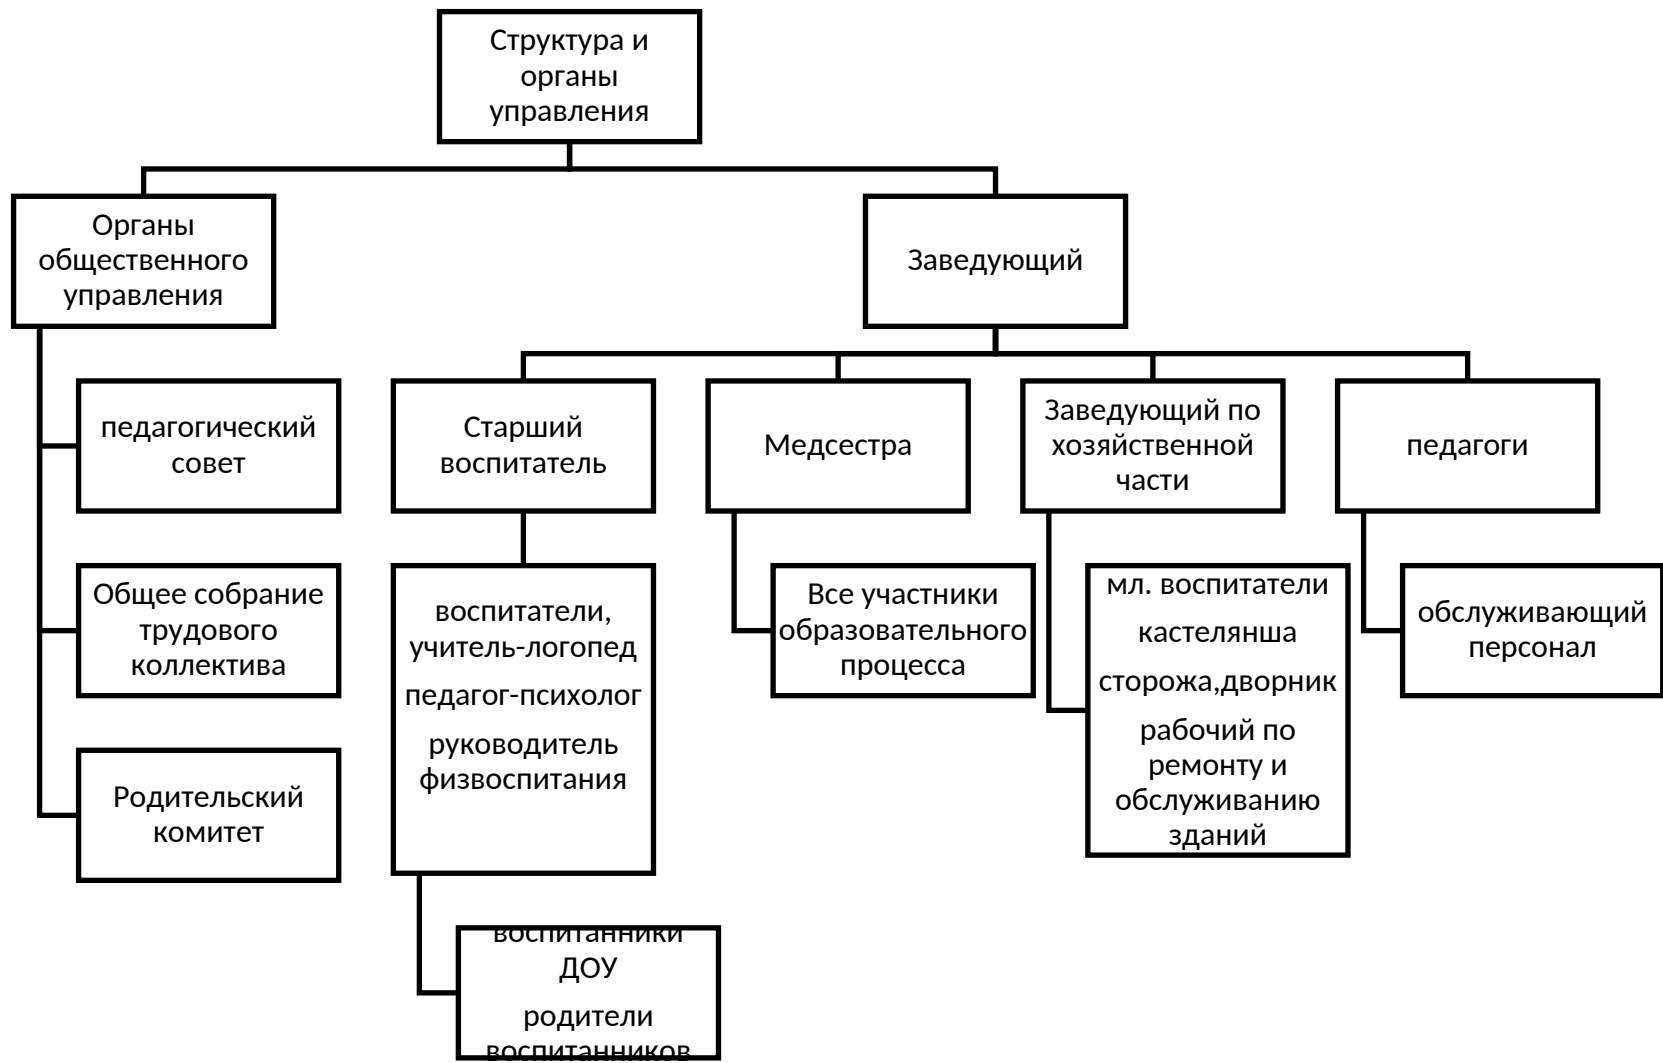 Структура и
органы
управления
Органы
общественного
управления
Заведующий
педагогический
совет
Старший
воспитатель
Медсестра
Заведующий по
хозяйственной
части
педагоги
Общее собрание
трудового
коллектива
воспитатели,
учитель-логопед
педагог-психолог
руководитель
физвоспитания
Все участники
образовательного
процесса
мл. воспитатели
кастелянша
сторожа,дворник
рабочий по
ремонту и
обслуживанию
зданий
обслуживающий
персонал
Родительский
комитет
воспитанники
ДОУ
родители
воспитанников